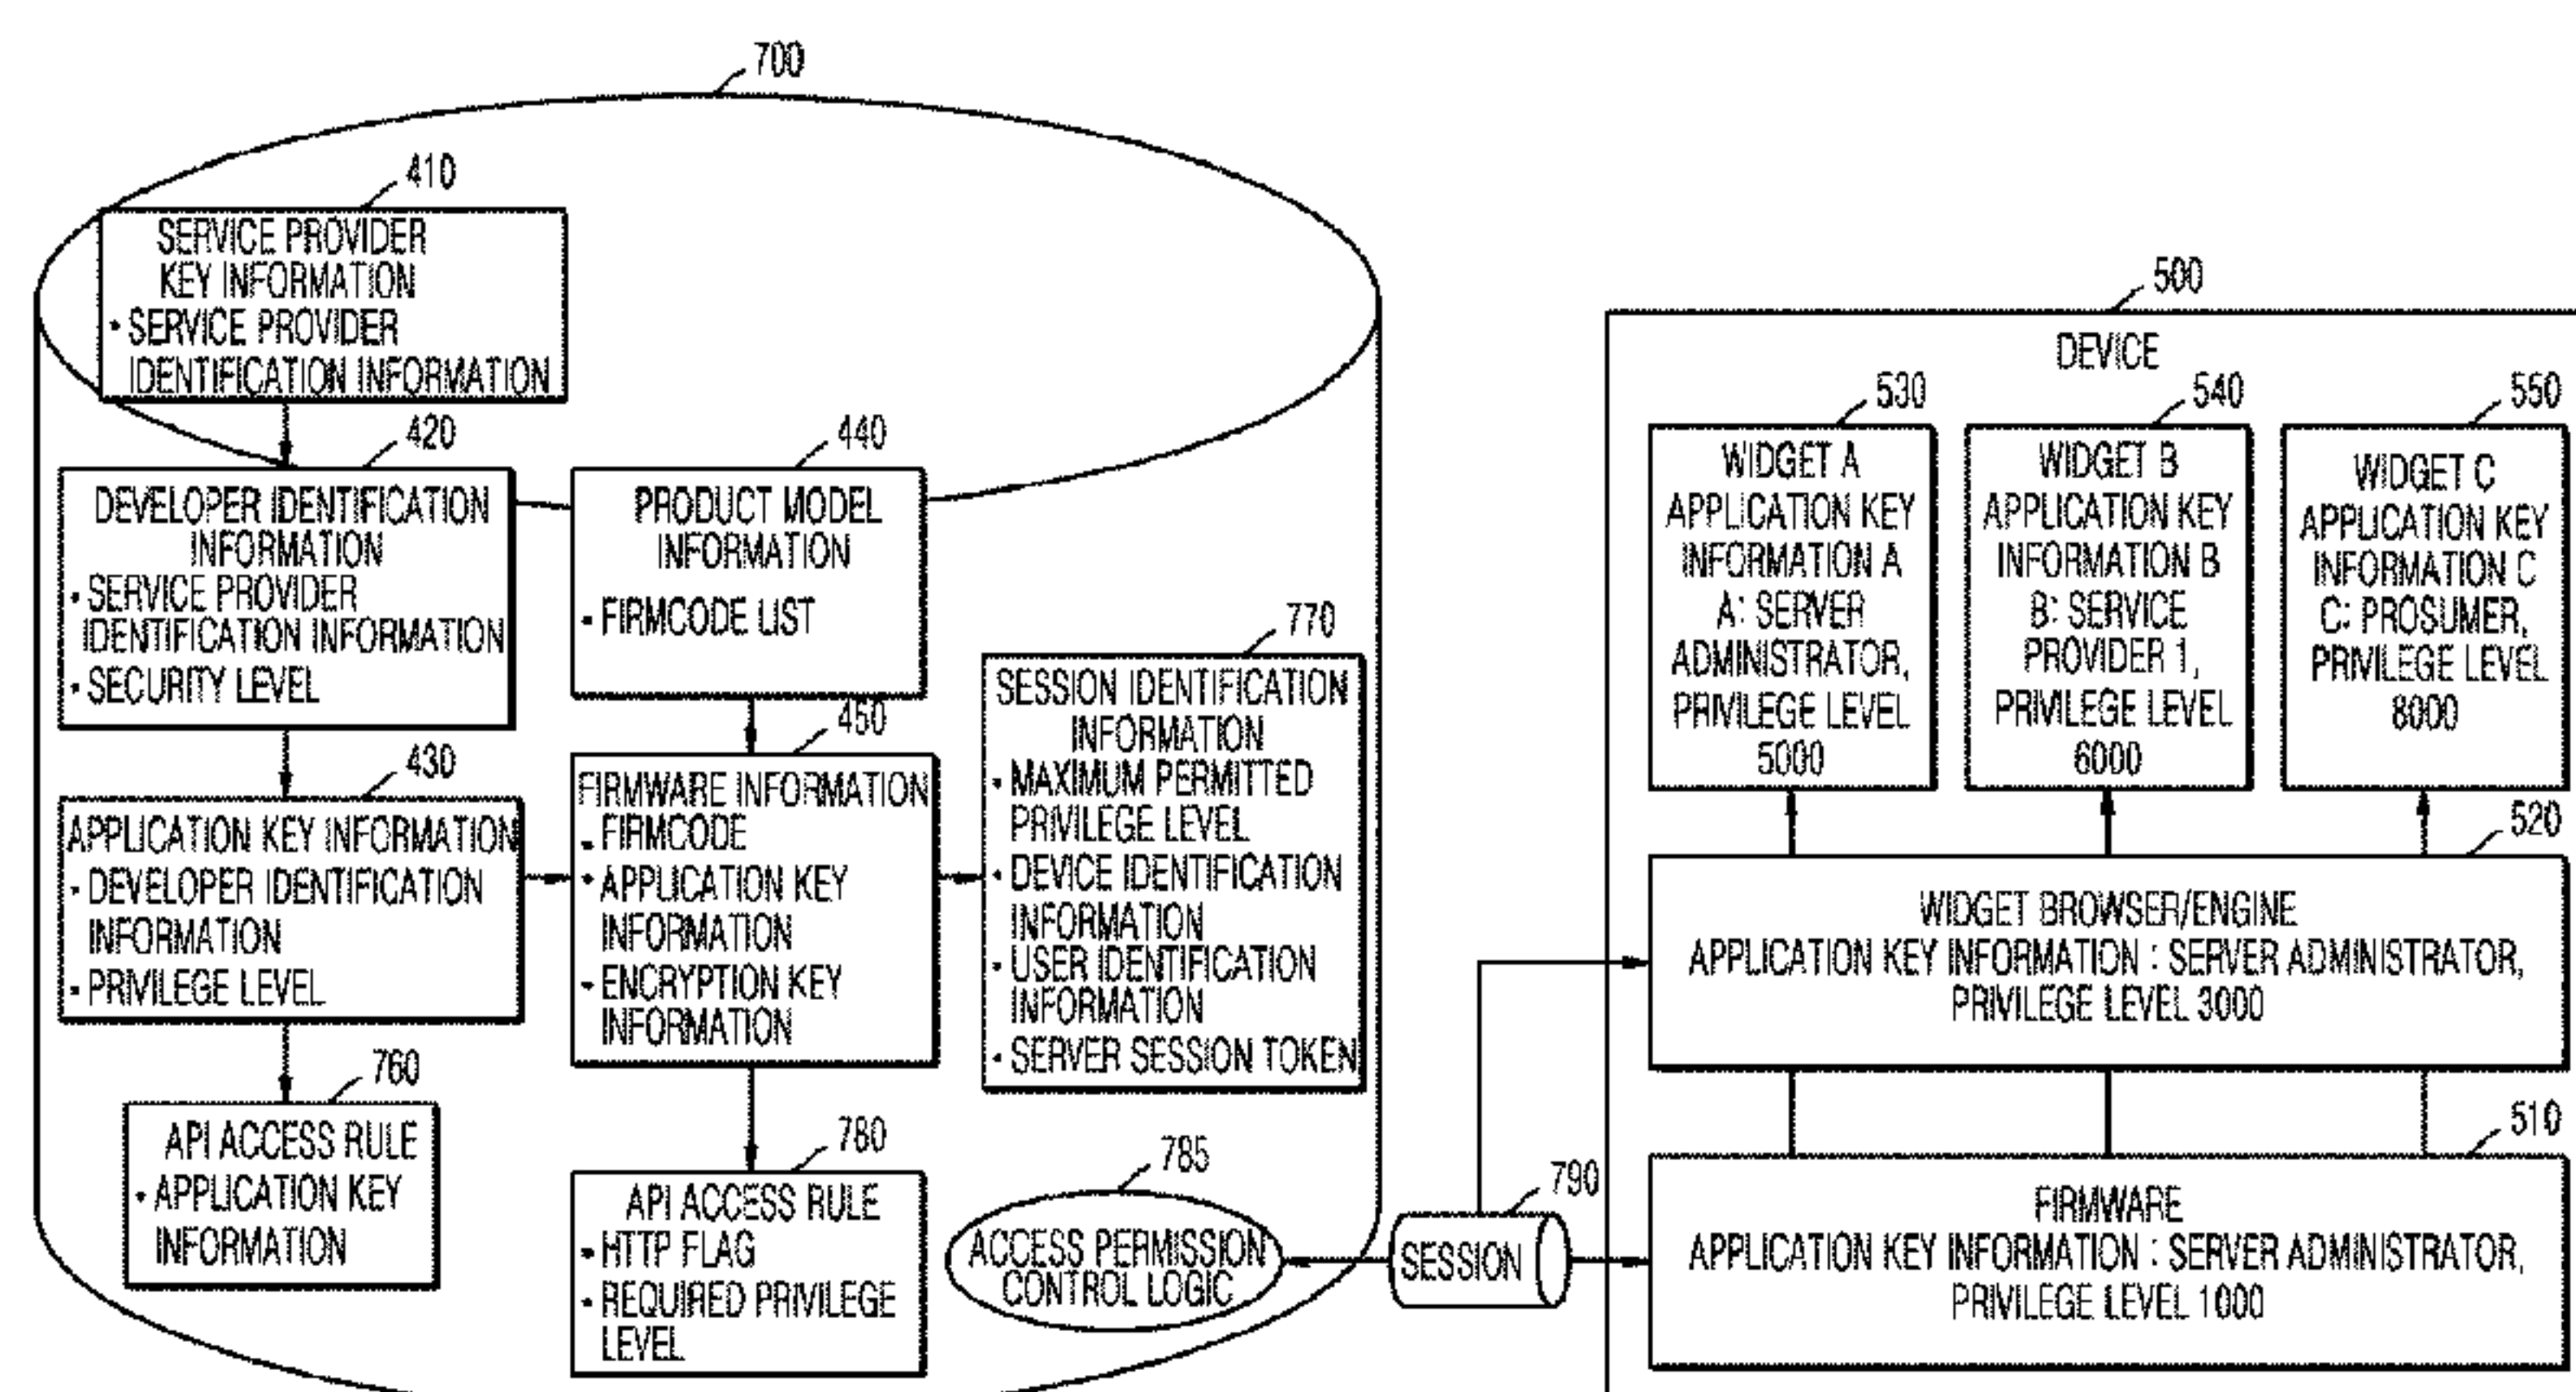 700
410
SERVICE PROVIDER
KEY INFORMATION
• SERVICE PROVIDER
IDENTIFICATION INFORMATION
420
DEVELOPER IDENTIFICATION
INFORMATION
• SERVICE PROVIDER
IDENTIFICATION INFORMATION
• SECURITY LEVEL
440
PRODUCT MODEL
INFORMATION
• FIRMCODE LIST
430
APPLICATION KEY INFORMATION
• DEVELOPER IDENTIFICATION
INFORMATION
• PRIVILEGE LEVEL
450
FIRMWARE INFORMATION
• FIRMCODE
• APPLICATION KEY
INFORMATION
• ENCRYPTION KEY
INFORMATION
770
SESSION IDENTIFICATION
INFORMATION
• MAXIMUM PERMITTED
PRIVILEGE LEVEL
• DEVICE IDENTIFICATION
INFORMATION
• USER IDENTIFICATION
INFORMATION
• SERVER SESSION TOKEN
760
API ACCESS RULE
• APPLICATION KEY
INFORMATION
780
API ACCESS RULE
• HTTP FLAG
• REQUIRED PRIVILEGE
LEVEL
785
ACCESS PERMISSION
CONTROL LOGIC
790
SESSION
500
DEVICE
530
WIDGET A
APPLICATION KEY
INFORMATION A
A: SERVER
ADMINISTRATOR,
PRIVILEGE LEVEL
5000
540
WIDGET B
APPLICATION KEY
INFORMATION B
B: SERVICE
PROVIDER 1,
PRIVILEGE LEVEL
6000
550
WIDGET C
APPLICATION KEY
INFORMATION C
C: PROSUMER,
PRIVILEGE LEVEL
8000
520
WIDGET BROWSER/ENGINE
APPLICATION KEY INFORMATION : SERVER ADMINISTRATOR,
PRIVILEGE LEVEL 3000
510
FIRMWARE
APPLICATION KEY INFORMATION : SERVER ADMINISTRATOR,
PRIVILEGE LEVEL 1000